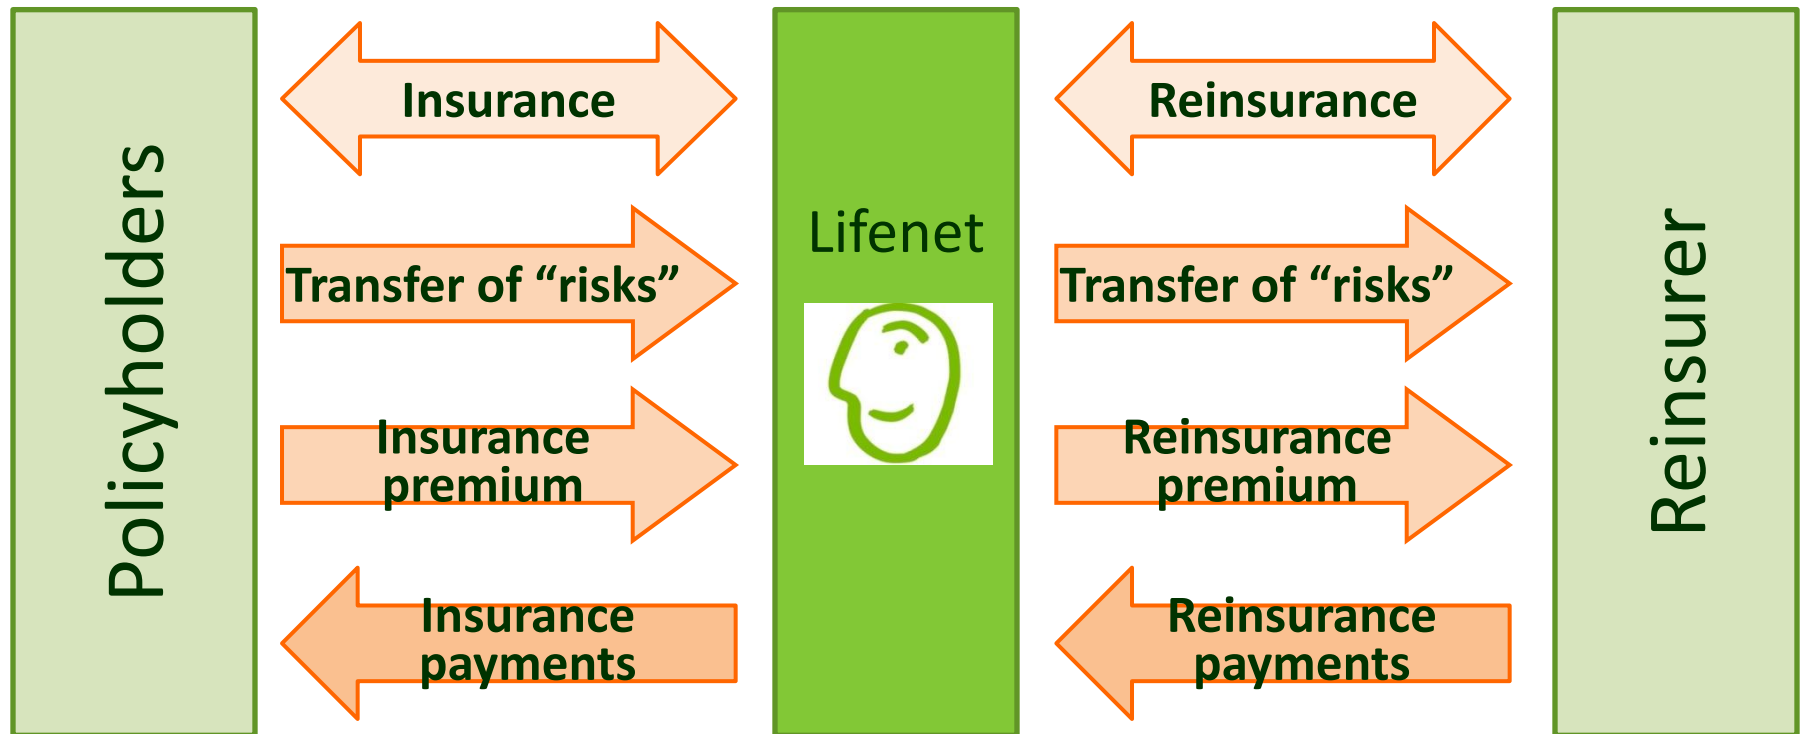 Policyholders
Insurance
Transfer of “risks”
Insurance
premium
Insurance
payments
Lifenet
Reinsurance
Transfer of “risks”
Reinsurance
premium
Reinsurance
payments
Reinsurer